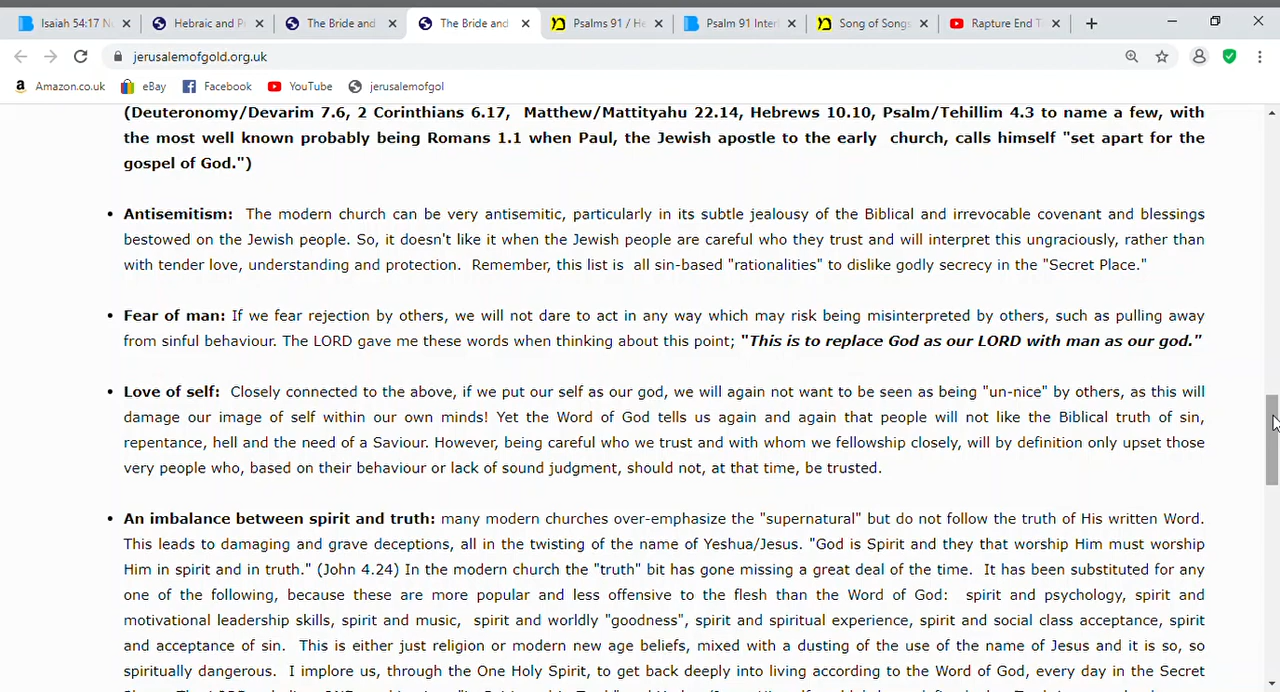 Isaiah 54:17 N
Hebraic and P
The Bride and
The Bride and
Psalms 91 / He
Psalm 91 Inter
Song of Songs
Rapture End T
jerusalemofgold.org.uk
Amazon.co.uk eBay Facebook YouTube jerusalemofgol
(Deuteronomy/Devarim 7.6, 2 Corinthians 6.17, Matthew/Mattityahu 22.14, Hebrews 10.10, Psalm/Tehillim 4.3 to name a few, with
the most well known probably being Romans 1.1 when Paul, the Jewish apostle to the early church, calls himself "set apart for the
gospel of God.")
• Antisemitism: The modern church can be very antisemitic, particularly in its subtle jealousy of the Biblical and irrevocable covenant and blessings
bestowed on the Jewish people. So, it doesn't like it when the Jewish people are careful who they trust and will interpret this ungraciously, rather than
with tender love, understanding and protection. Remember, this list is all sin-based "rationalities" to dislike godly secrecy in the "Secret Place."
• Fear of man: If we fear rejection by others, we will not dare to act in any way which may risk being misinterpreted by others, such as pulling away
from sinful behaviour. The LORD gave me these words when thinking about this point; "This is to replace God as our LORD with man as our god."
• Love of self: Closely connected to the above, if we put our self as our god, we will again not want to be seen as being "un-nice" by others, as this will
damage our image of self within our own minds! Yet the Word of God tells us again and again that people will not like the Biblical truth of sin,
repentance, hell and the need of a Saviour. However, being careful who we trust and with whom we fellowship closely, will by definition only upset those
very people who, based on their behaviour or lack of sound judgment, should not, at that time, be trusted.
• An imbalance between spirit and truth: many modern churches over-emphasize the "supernatural" but do not follow the truth of His written Word.
This leads to damaging and grave deceptions, all in the twisting of the name of Yeshua/Jesus. "God is Spirit and they that worship Him must worship
Him in spirit and in truth." (John 4.24) In the modern church the "truth" bit has gone missing a great deal of the time. It has been substituted for any
one of the following, because these are more popular and less offensive to the flesh than the Word of God: spirit and psychology, spirit and
motivational leadership skills, spirit and music, spirit and worldly "goodness", spirit and spiritual experience, spirit and social class acceptance, spirit
and acceptance of sin. This is either just religion or modern new age beliefs, mixed with a dusting of the use of the name of Jesus and it is so, so
spiritually dangerous. I implore us, through the One Holy Spirit, to get back deeply into living according to the Word of God, every day in the Secret